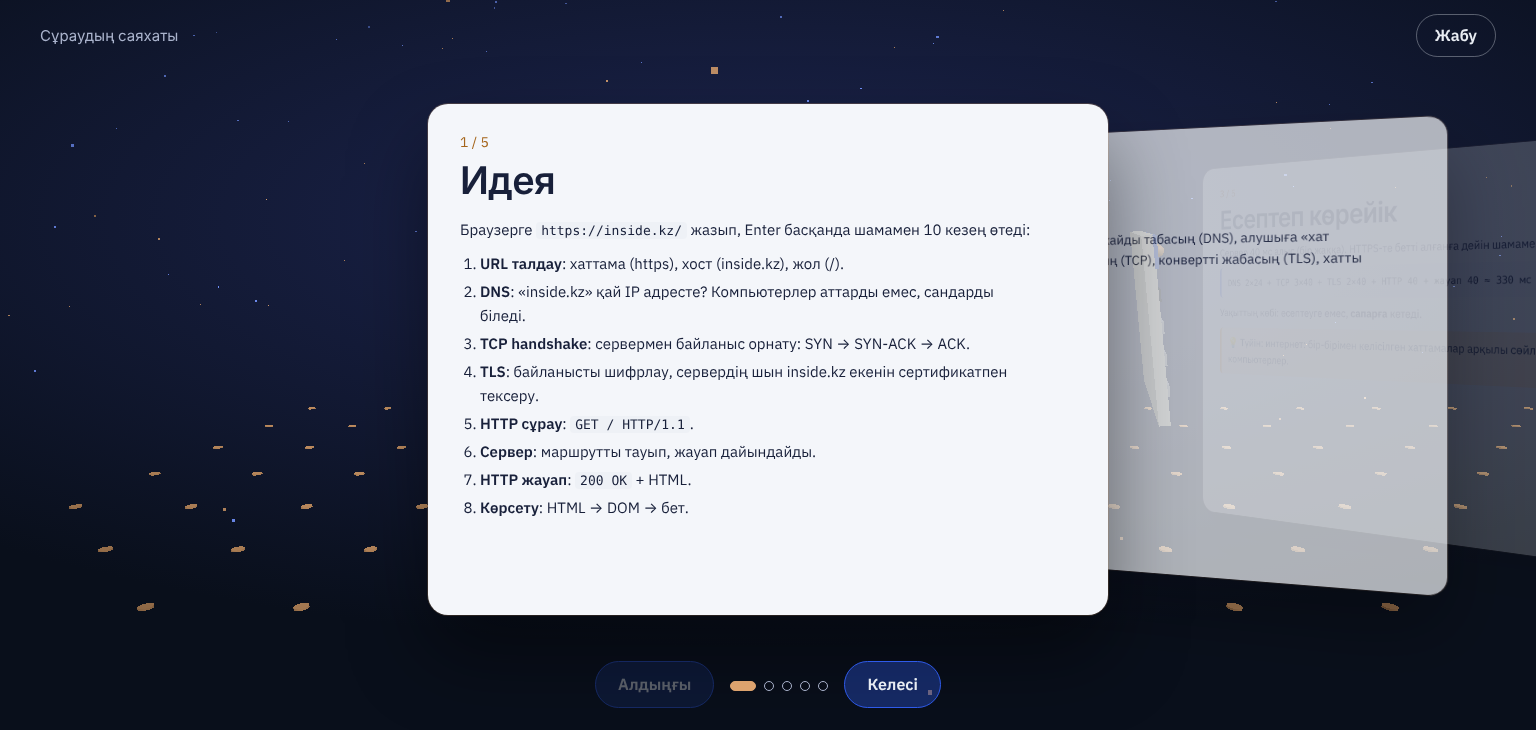 Сұраудың саяхаты
Жабу
1 / 5
Идея
Браузерге https://inside.kz/ жазып, Enter басқанда шамамен 10 кезең өтеді:
1. URL талдау: хаттама (https), хост (inside.kz), жол (/).
2. DNS: «inside.kz» қай IP адресте? Компьютерлер аттарды емес, сандарды
біледі.
3. TCP handshake: сервермен байланыс орнату: SYN → SYN-ACK → ACK.
4. TLS: байланысты шифрлау, сервердің шын inside.kz екенін сертификатпен
тексеру.
5. HTTP сұрау: GET / HTTP/1.1.
6. Сервер: маршрутты тауып, жауап дайындайды.
7. HTTP жауап: 200 OK + HTML.
8. Көрсету: HTML → DOM → бет.
табасың (DNS), алушыға «хат
(TCP), конвертті жабасың (TLS), хатты
Есептеп көрейік
40 = 330 мс
арқылы
Алдыңғы
Келесі